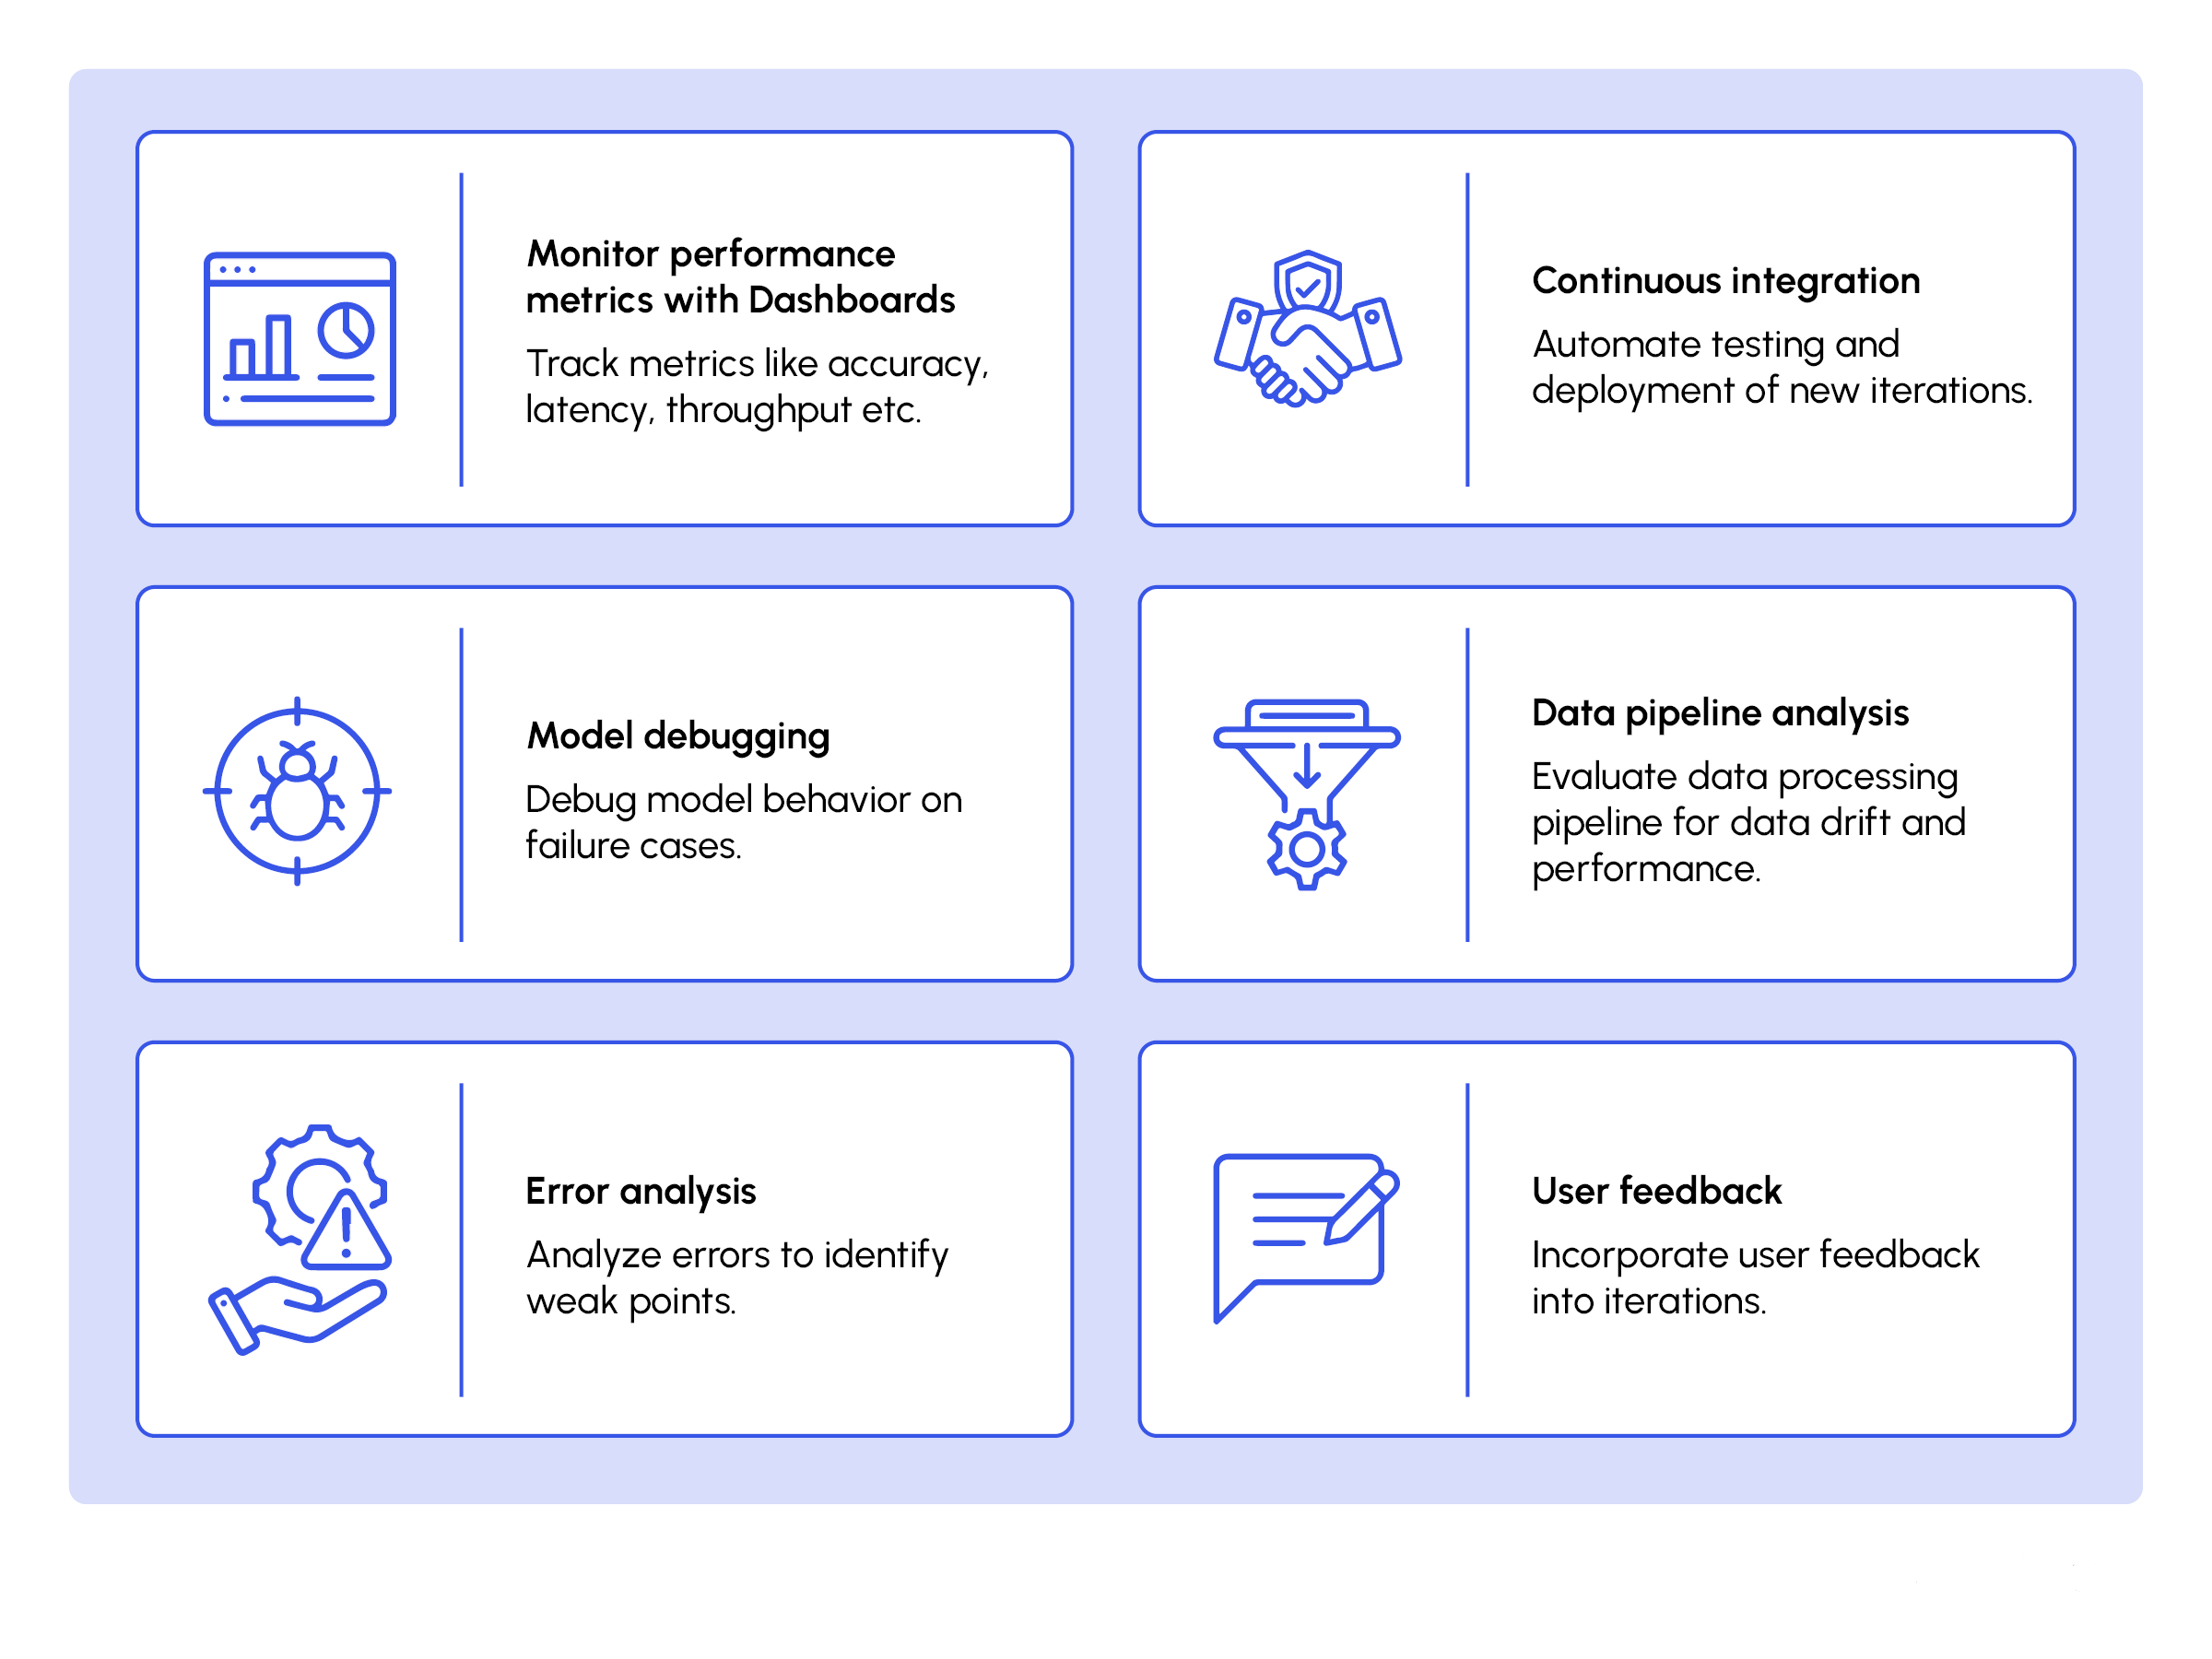 Monitor performance
metrics with Dashboards
Track metrics like accuracy,
latency, throughput etc.
Continuous integration
Automate testing and
deployment of new iterations.
Model debugging
Debug model behavior on
failure cases.
Data pipeline analysis
Evaluate data processing
pipeline for data drift and
performance.
Error analysis
Analyze errors to identify
weak points.
User feedback
Incorporate user feedback
into iterations.